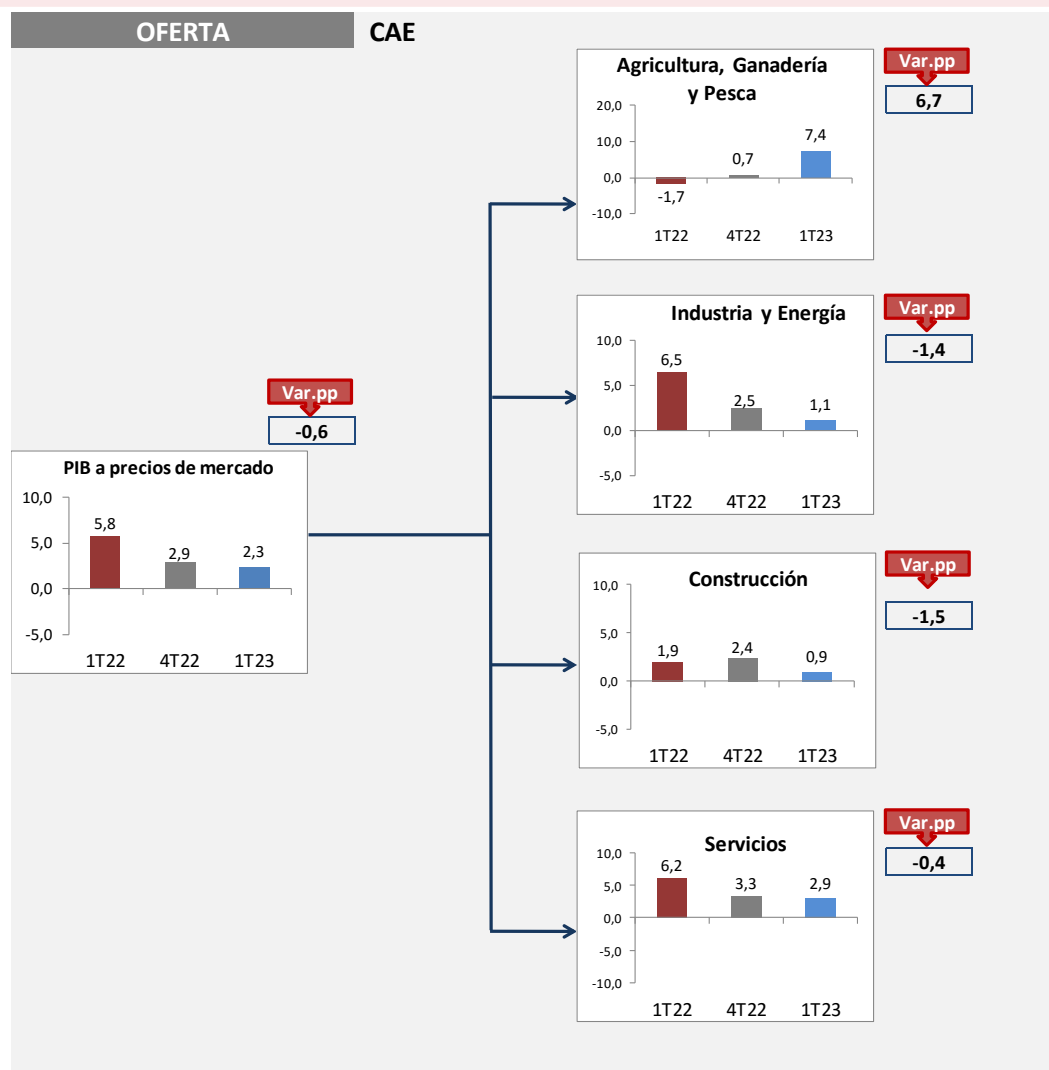 OFERTA
CAE
Agricultura, Ganadería
y Pesca
20,0
10,0
0,0
-10,0
-1,7
0,7
7,4
1T22 4T22 1T23
Var.pp
6,7
Industria y Energía
10,0
5,0
0,0
-5,0
6,5
2,5
1,1
1T22 4T22 1T23
Var.pp
-1,4
Var.pp
-0,6
PIB a precios de mercado
10,0
5,0
0,0
-5,0
5,8
2,9
2,3
1T22 4T22 1T23
Construcción
10,0
5,0
0,0
-5,0
1,9
2,4
0,9
1T22 4T22 1T23
Var.pp
-1,5
Servicios
10,0
5,0
0,0
-5,0
-10,0
6,2
3,3
2,9
1T22 4T22 1T23
Var.pp
-0,4